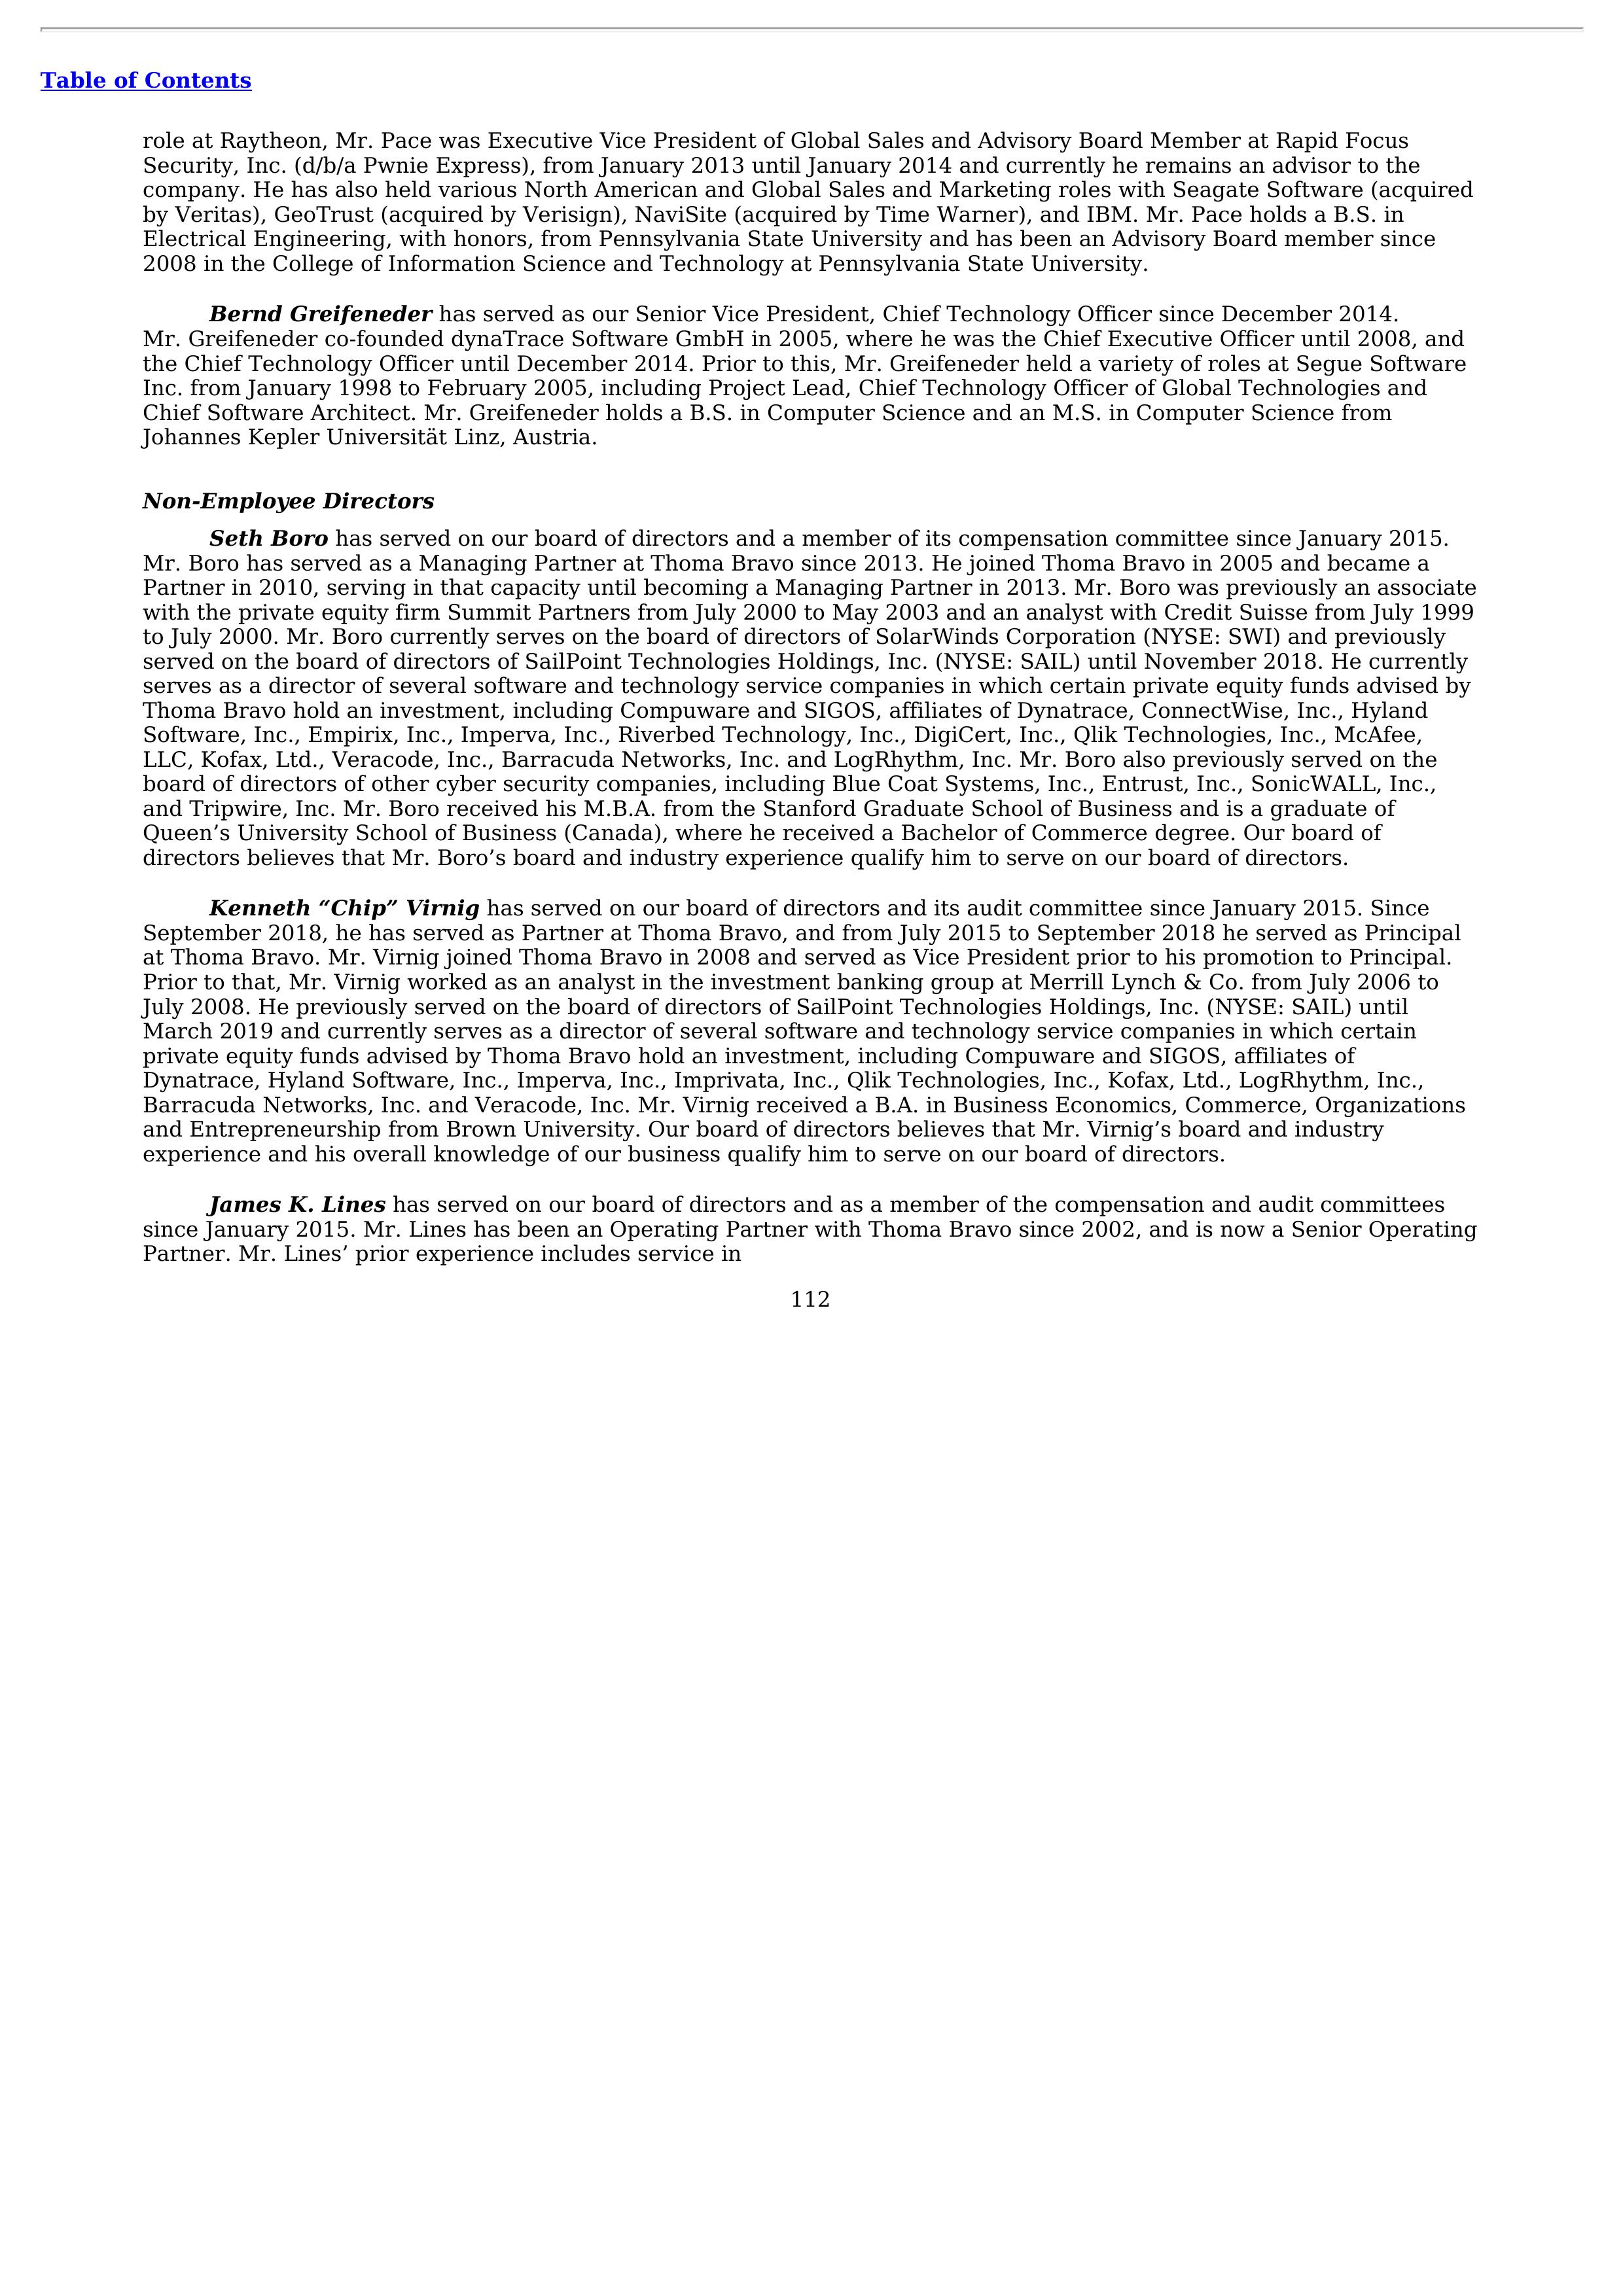 Table of Contents
role at Raytheon, Mr. Pace was Executive Vice President of Global Sales and Advisory Board Member at Rapid Focus
Security, Inc. (d/b/a Pwnie Express), from January 2013 until January 2014 and currently he remains an advisor to the
company. He has also held various North American and Global Sales and Marketing roles with Seagate Software (acquired
by Veritas), GeoTrust (acquired by Verisign), NaviSite (acquired by Time Warner), and IBM. Mr. Pace holds a B.S. in
Electrical Engineering, with honors, from Pennsylvania State University and has been an Advisory Board member since
2008 in the College of Information Science and Technology at Pennsylvania State University.
Bernd Greifeneder has served as our Senior Vice President, Chief Technology Officer since December 2014.
Mr. Greifeneder co-founded dynaTrace Software GmbH in 2005, where he was the Chief Executive Officer until 2008, and
the Chief Technology Officer until December 2014. Prior to this, Mr. Greifeneder held a variety of roles at Segue Software
Inc. from January 1998 to February 2005, including Project Lead, Chief Technology Officer of Global Technologies and
Chief Software Architect. Mr. Greifeneder holds a B.S. in Computer Science and an M.S. in Computer Science from
Johannes Kepler Universität Linz, Austria.
Non-Employee Directors
Seth Boro has served on our board of directors and a member of its compensation committee since January 2015.
Mr. Boro has served as a Managing Partner at Thoma Bravo since 2013. He joined Thoma Bravo in 2005 and became a
Partner in 2010, serving in that capacity until becoming a Managing Partner in 2013. Mr. Boro was previously an associate
with the private equity firm Summit Partners from July 2000 to May 2003 and an analyst with Credit Suisse from July 1999
to July 2000. Mr. Boro currently serves on the board of directors of SolarWinds Corporation (NYSE: SWI) and previously
served on the board of directors of SailPoint Technologies Holdings, Inc. (NYSE: SAIL) until November 2018. He currently
serves as a director of several software and technology service companies in which certain private equity funds advised by
Thoma Bravo hold an investment, including Compuware and SIGOS, affiliates of Dynatrace, ConnectWise, Inc., Hyland
Software, Inc., Empirix, Inc., Imperva, Inc., Riverbed Technology, Inc., DigiCert, Inc., Qlik Technologies, Inc., McAfee,
LLC, Kofax, Ltd., Veracode, Inc., Barracuda Networks, Inc. and LogRhythm, Inc. Mr. Boro also previously served on the
board of directors of other cyber security companies, including Blue Coat Systems, Inc., Entrust, Inc., SonicWALL, Inc.,
and Tripwire, Inc. Mr. Boro received his M.B.A. from the Stanford Graduate School of Business and is a graduate of
Queen’s University School of Business (Canada), where he received a Bachelor of Commerce degree. Our board of
directors believes that Mr. Boro’s board and industry experience qualify him to serve on our board of directors.
Kenneth “Chip” Virnig has served on our board of directors and its audit committee since January 2015. Since
September 2018, he has served as Partner at Thoma Bravo, and from July 2015 to September 2018 he served as Principal
at Thoma Bravo. Mr. Virnig joined Thoma Bravo in 2008 and served as Vice President prior to his promotion to Principal.
Prior to that, Mr. Virnig worked as an analyst in the investment banking group at Merrill Lynch & Co. from July 2006 to
July 2008. He previously served on the board of directors of SailPoint Technologies Holdings, Inc. (NYSE: SAIL) until
March 2019 and currently serves as a director of several software and technology service companies in which certain
private equity funds advised by Thoma Bravo hold an investment, including Compuware and SIGOS, affiliates of
Dynatrace, Hyland Software, Inc., Imperva, Inc., Imprivata, Inc., Qlik Technologies, Inc., Kofax, Ltd., LogRhythm, Inc.,
Barracuda Networks, Inc. and Veracode, Inc. Mr. Virnig received a B.A. in Business Economics, Commerce, Organizations
and Entrepreneurship from Brown University. Our board of directors believes that Mr. Virnig’s board and industry
experience and his overall knowledge of our business qualify him to serve on our board of directors.
James K. Lines has served on our board of directors and as a member of the compensation and audit committees
since January 2015. Mr. Lines has been an Operating Partner with Thoma Bravo since 2002, and is now a Senior Operating
Partner. Mr. Lines’ prior experience includes service in
112